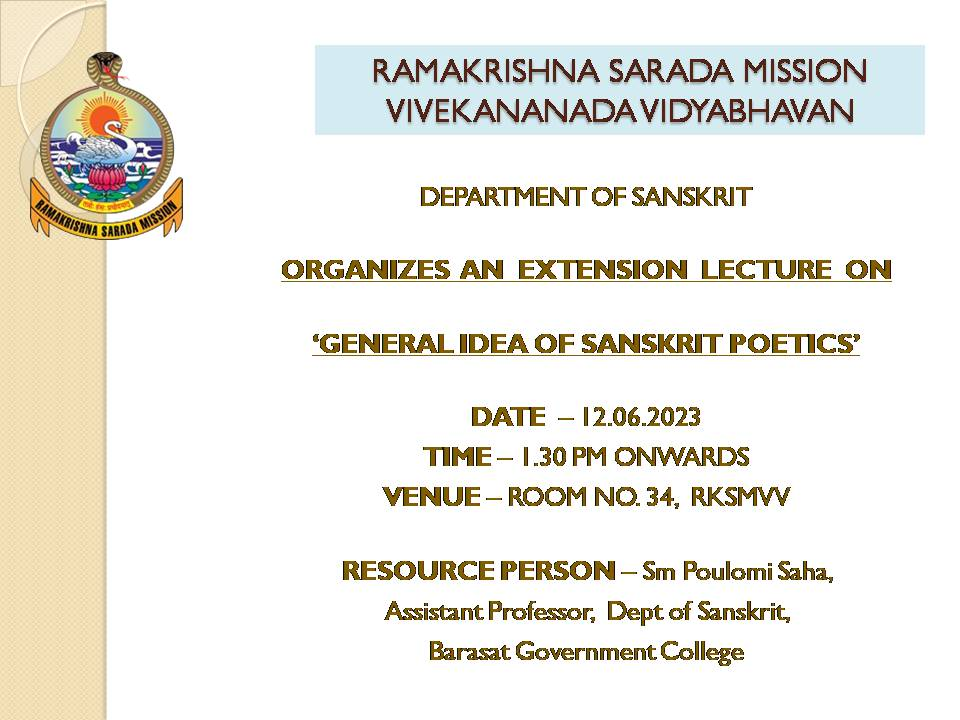 RAMAKRISHNA SARADA MISSION
VIVEKANANADA VIDYABHAVAN
RAMAKRISHNA SARADA MISSION
DEPARTMENT OF SANSKRIT
ORGANIZES AN EXTENSION LECTURE ON
‘GENERAL IDEA OF SANSKRIT POETICS’
DATE – 12.06.2023
TIME – 1.30 PM ONWARDS
VENUE – ROOM NO. 34, RKSMVV
RESOURCE PERSON – Sm Poulomi Saha,
Assistant Professor, Dept of Sanskrit,
Barasat Government College